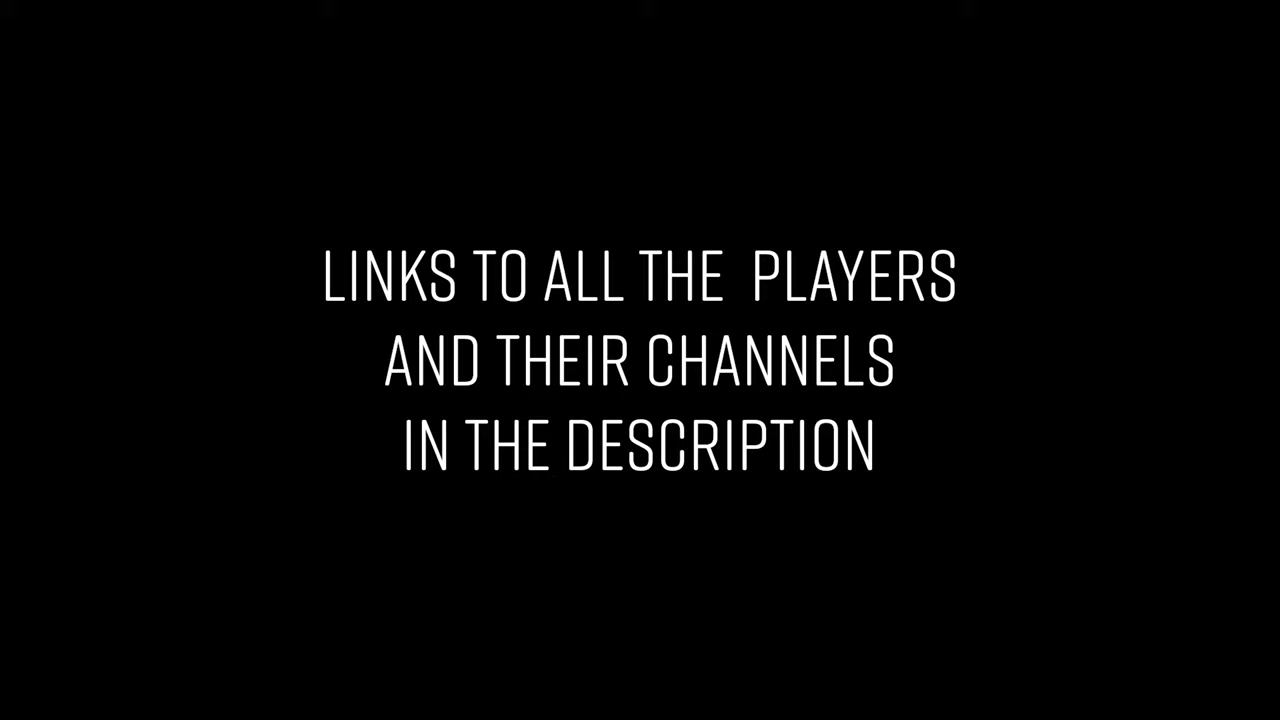 LINKS TO ALL THE  PLAYERS
AND THEIR CHANNELS
IN THE DESCRIPTION